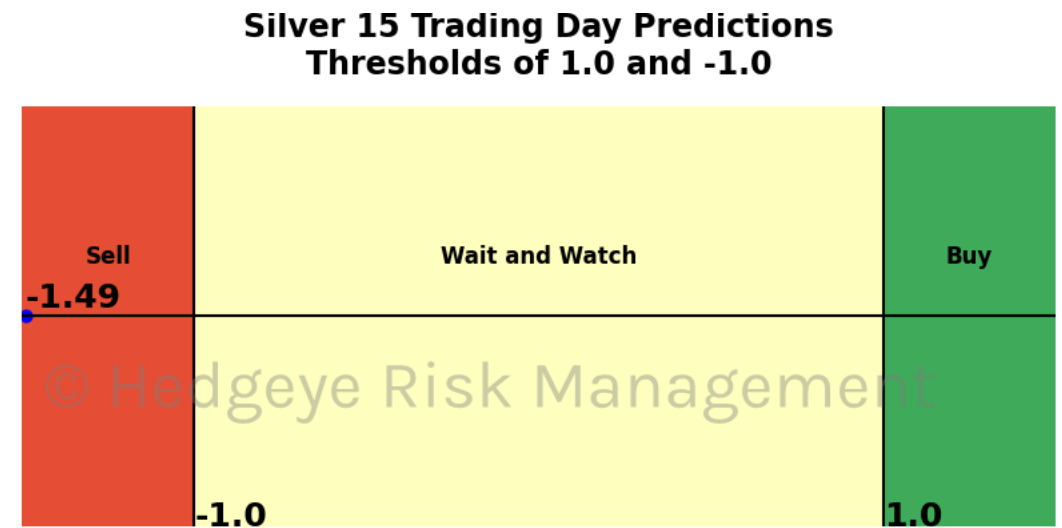 Silver 15 Trading Day Predictions
Thresholds of 1.0 and -1.0
Sell Wait and Watch Buy
-1.49
© Hedgeye Risk Management
-1.0 1.0